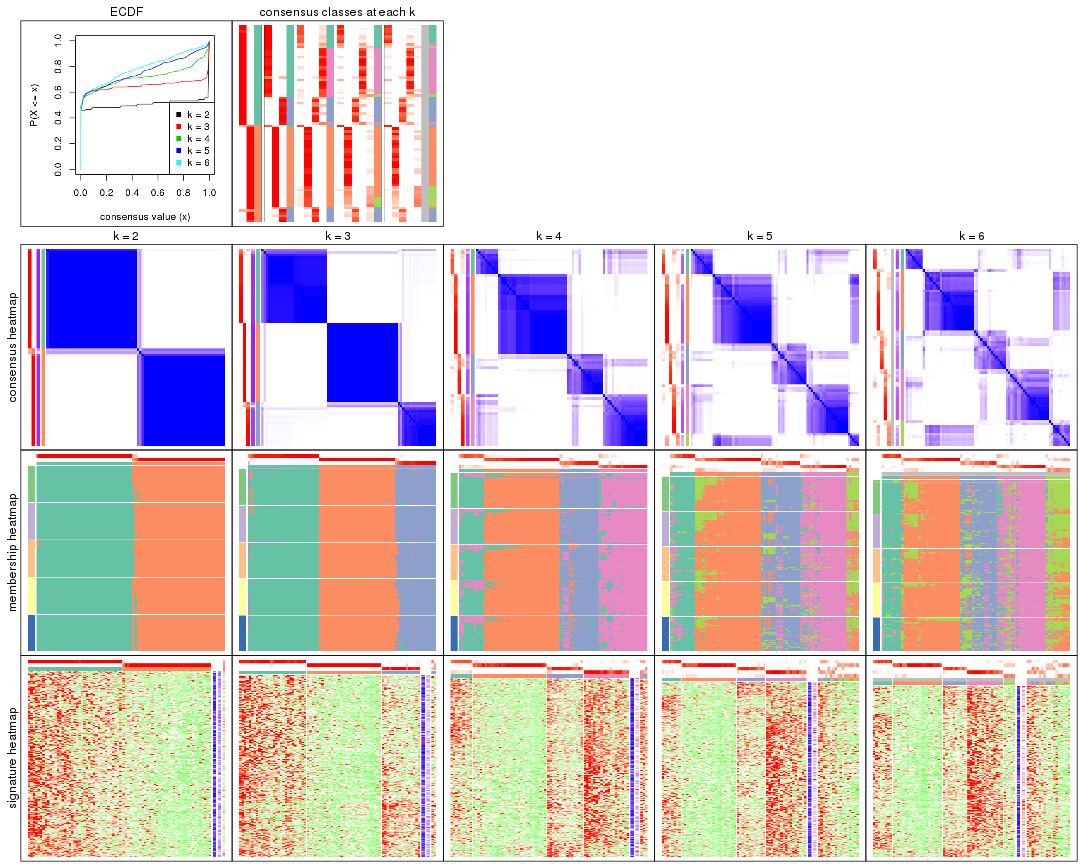 ECDF
consensus classes at each k
P(X <= x)
0.0 0.2 0.4 0.6 0.8 1.0
k = 2
k = 3
k = 4
k = 5
k = 6
0.0 0.2 0.4 0.6 0.8 1.0
consensus value (x)
k = 2 k = 3 k = 4 k = 5 k = 6
consensus heatmap
membership heatmap
signature heatmap